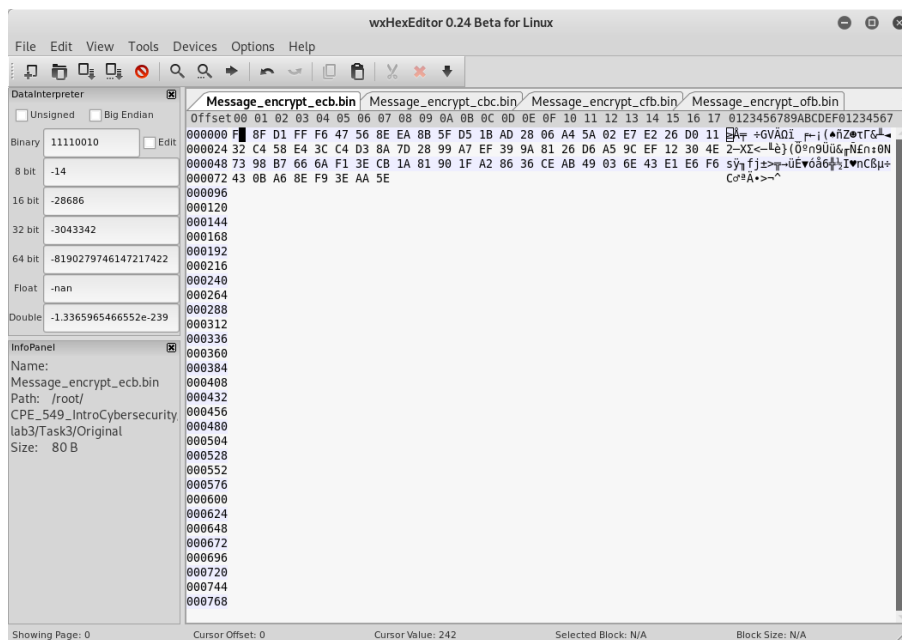 wxHexEditor 0.24 Beta for Linux
File Edit View Tools Devices Options Help
DataInterpreter
Unsigned Big Endian
Binary 11110010 Edit
8 bit -14
16 bit -28686
32 bit -3043342
64 bit -8190279746147217422
Float -nan
Double -1.3365965466552e-239
InfoPanel
Name:
Message_encrypt_ecb.bin
Path: /root/
CPE_549_IntroCybersecurity
lab3/Task3/Original
Size: 80 B
Message_encrypt_ecb.bin Message_encrypt_cbc.bin Message_encrypt_cfb.bin Message_encrypt_ofb.bin
Offset 00 01 02 03 04 05 06 07 08 09 0A 0B 0C 0D 0E 0F 10 11 12 13 14 15 16 17 0123456789ABCDEF01234567
000000 F 8F D1 FF F6 47 56 8E EA 8B 5F D5 1B AD 28 06 A4 5A 02 E7 E2 26 D0 11
000024 32 C4 58 E4 3C C4 D3 8A 7D 28 99 A7 EF 39 9A 81 26 D6 A5 9C EF 12 30 4E
000048 73 98 B7 66 6A F1 3E CB 1A 81 90 1F A2 86 36 CE AB 49 03 6E 43 E1 E6 F6
000072 43 0B A6 8E F9 3E AA 5E C♂ªÄ∙>¬^
000096
000120
000144
000168
000192
000216
000240
000264
000288
000312
000336
000360
000384
000408
000432
000456
000480
000504
000528
000552
000576
000600
000624
000648
000672
000696
000720
000744
000768
Showing Page: 0 Cursor Offset: 0 Cursor Value: 242 Selected Block: N/A Block Size: N/A